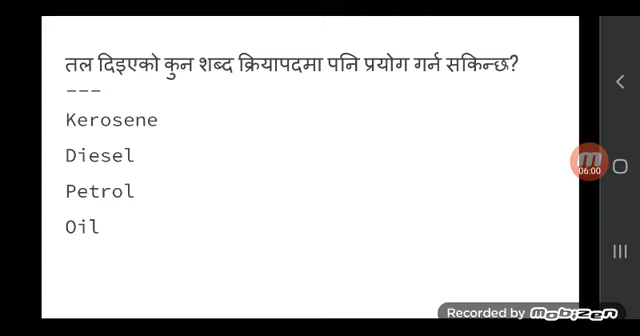 तल दिइएको कुन शब्द क्रियापदमा पनि प्रयोग गर्न सकिन्छ?
---
Kerosene
Diesel
Petrol
Oil
m
06:00
Recorded by Mobizen